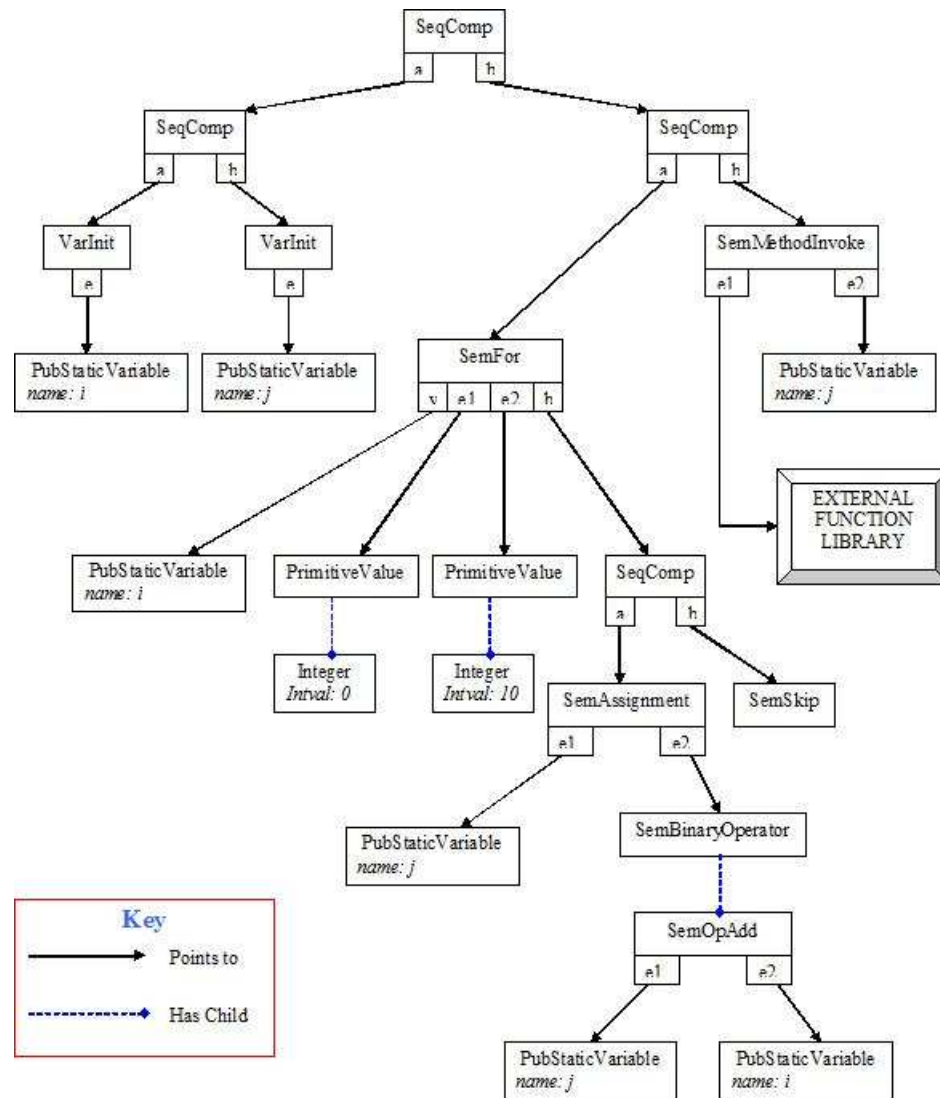 SeqComp
a b
SeqComp
a b
SeqComp
a b
VarInit
e
VarInit
e
SemMethodInvoke
e1 e2
PubStaticVariable
name: i
PubStaticVariable
name: j
SemFor
v e1 e2 b
PubStaticVariable
name: j
EXTERNAL
FUNCTION
LIBRARY
PubStaticVariable
name: i
PrimitiveValue
PrimitiveValue
SeqComp
a b
Integer
Intval: 0
Integer
Intval: 10
SemAssignment
e1 e2
SemSkip
PubStaticVariable
name: j
SemBinaryOperator
Key
Points to
Has Child
SemOpAdd
e1 e2
PubStaticVariable
name: j
PubStaticVariable
name: i